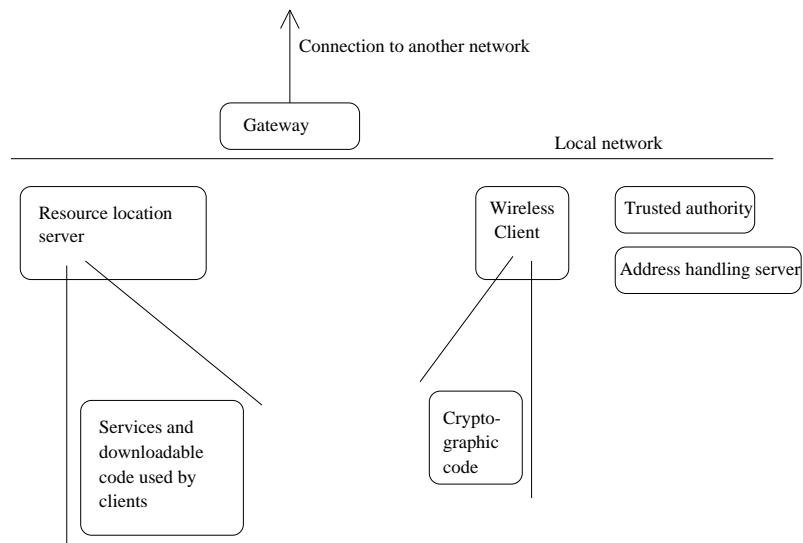 Connection to another network
Gateway
Local network
Resource location
server
Wireless
Client
Trusted authority
Address handling server
Services and
downloadable
code used by
clients
Crypto-
graphic
code